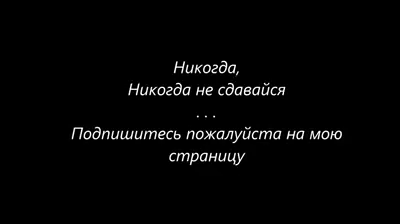 Никогда,
Никогда не сдавайся
. . .
Подпишитесь пожалуйста на мою
страницу